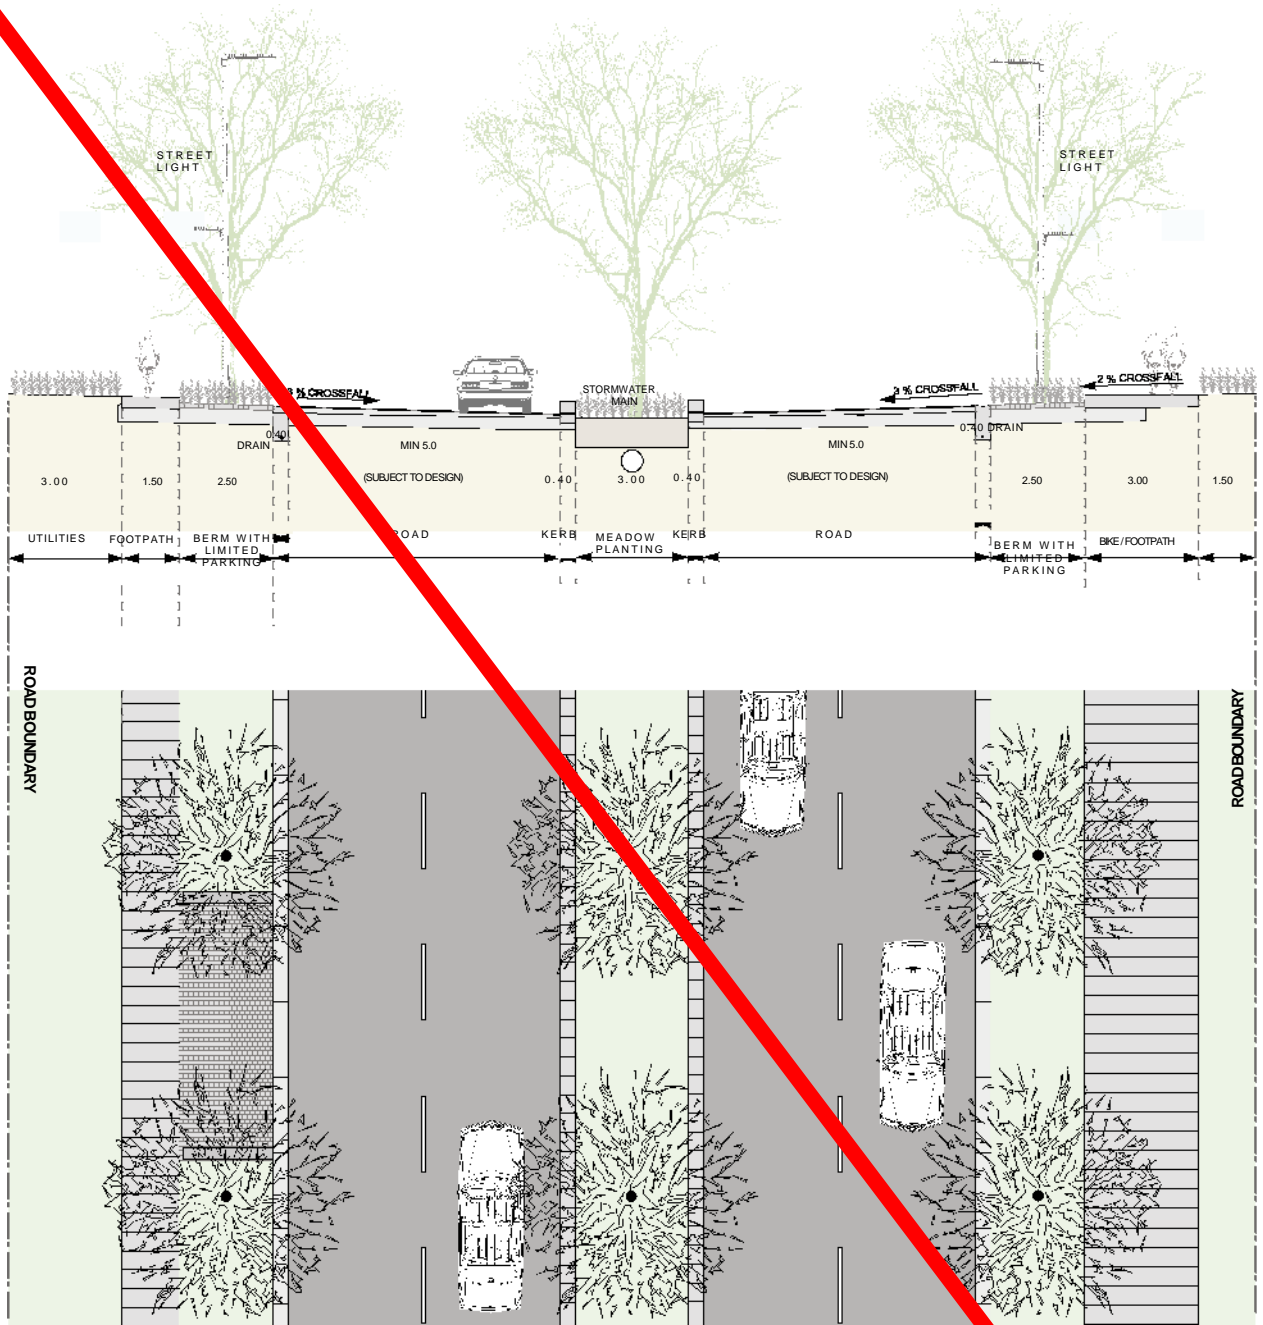 STREET
LIGHT
STREET
LIGHT
STORMWATER
MAIN
3 % CROSSFALL
3 % CROSSFALL
2 % CROSSFALL
0.40
DRAIN
MIN 5.0
MIN 5.0
0.40 DRAIN
3.00
1.50
2.50
(SUBJECT TO DESIGN)
0.40
3.00
0.40
(SUBJECT TO DESIGN)
2.50
3.00
1.50
UTILITIES
FOOTPATH
BERM WITH
LIMITED
PARKING
ROAD
KERB
MEADOW
PLANTING
KERB
ROAD
BERM WITH
LIMITED
PARKING
BIKE / FOOTPATH
ROAD BOUNDARY
ROAD BOUNDARY